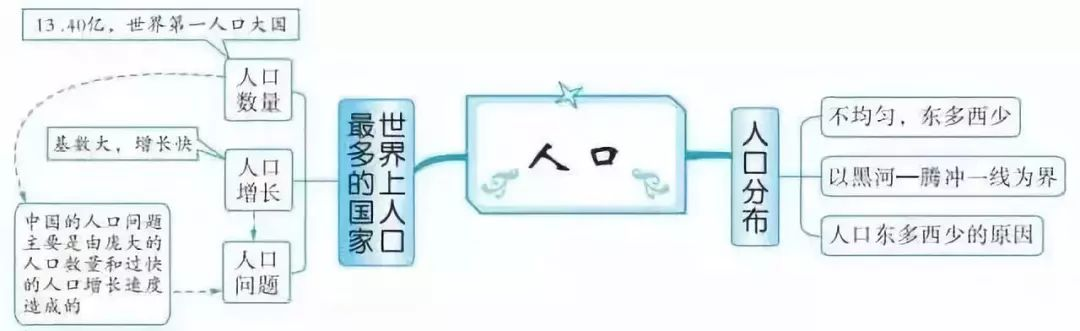 13.40亿，世界第一人口大国
人口
数量
基数大，增长快
人口
增长
中国的人口问题
主要是由庞大的
人口数量和过快
的人口增长速度
造成的
人口
问题
世界上人口
最多的国家
人口
人口分布
不均匀，东多西少
以黑河—腾冲一线为界
人口东多西少的原因